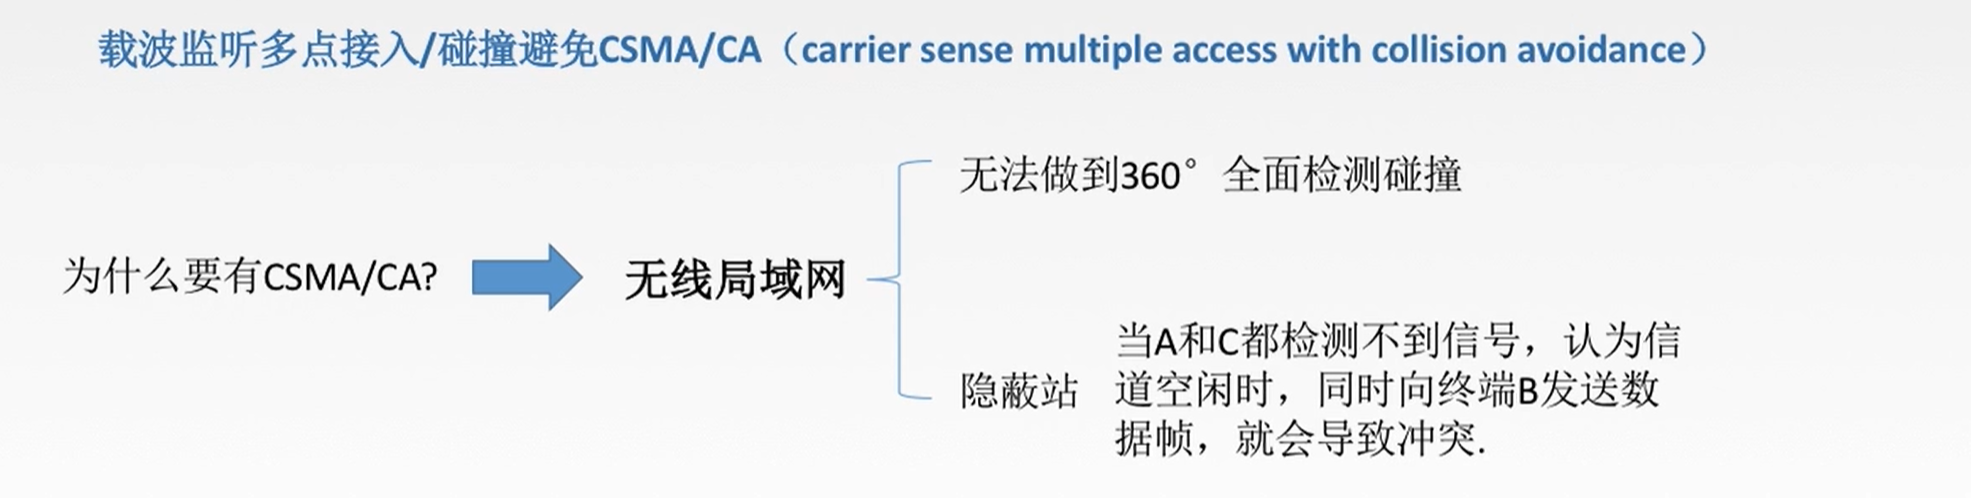 载波监听多点接入/碰撞避免CSMA/CA（carrier sense multiple access with collision avoidance）
为什么要有CSMA/CA?
无线局域网
无法做到360°全面检测碰撞
隐蔽站
当A和C都检测不到信号，认为信
道空闲时，同时向终端B发送数
据帧，就会导致冲突.